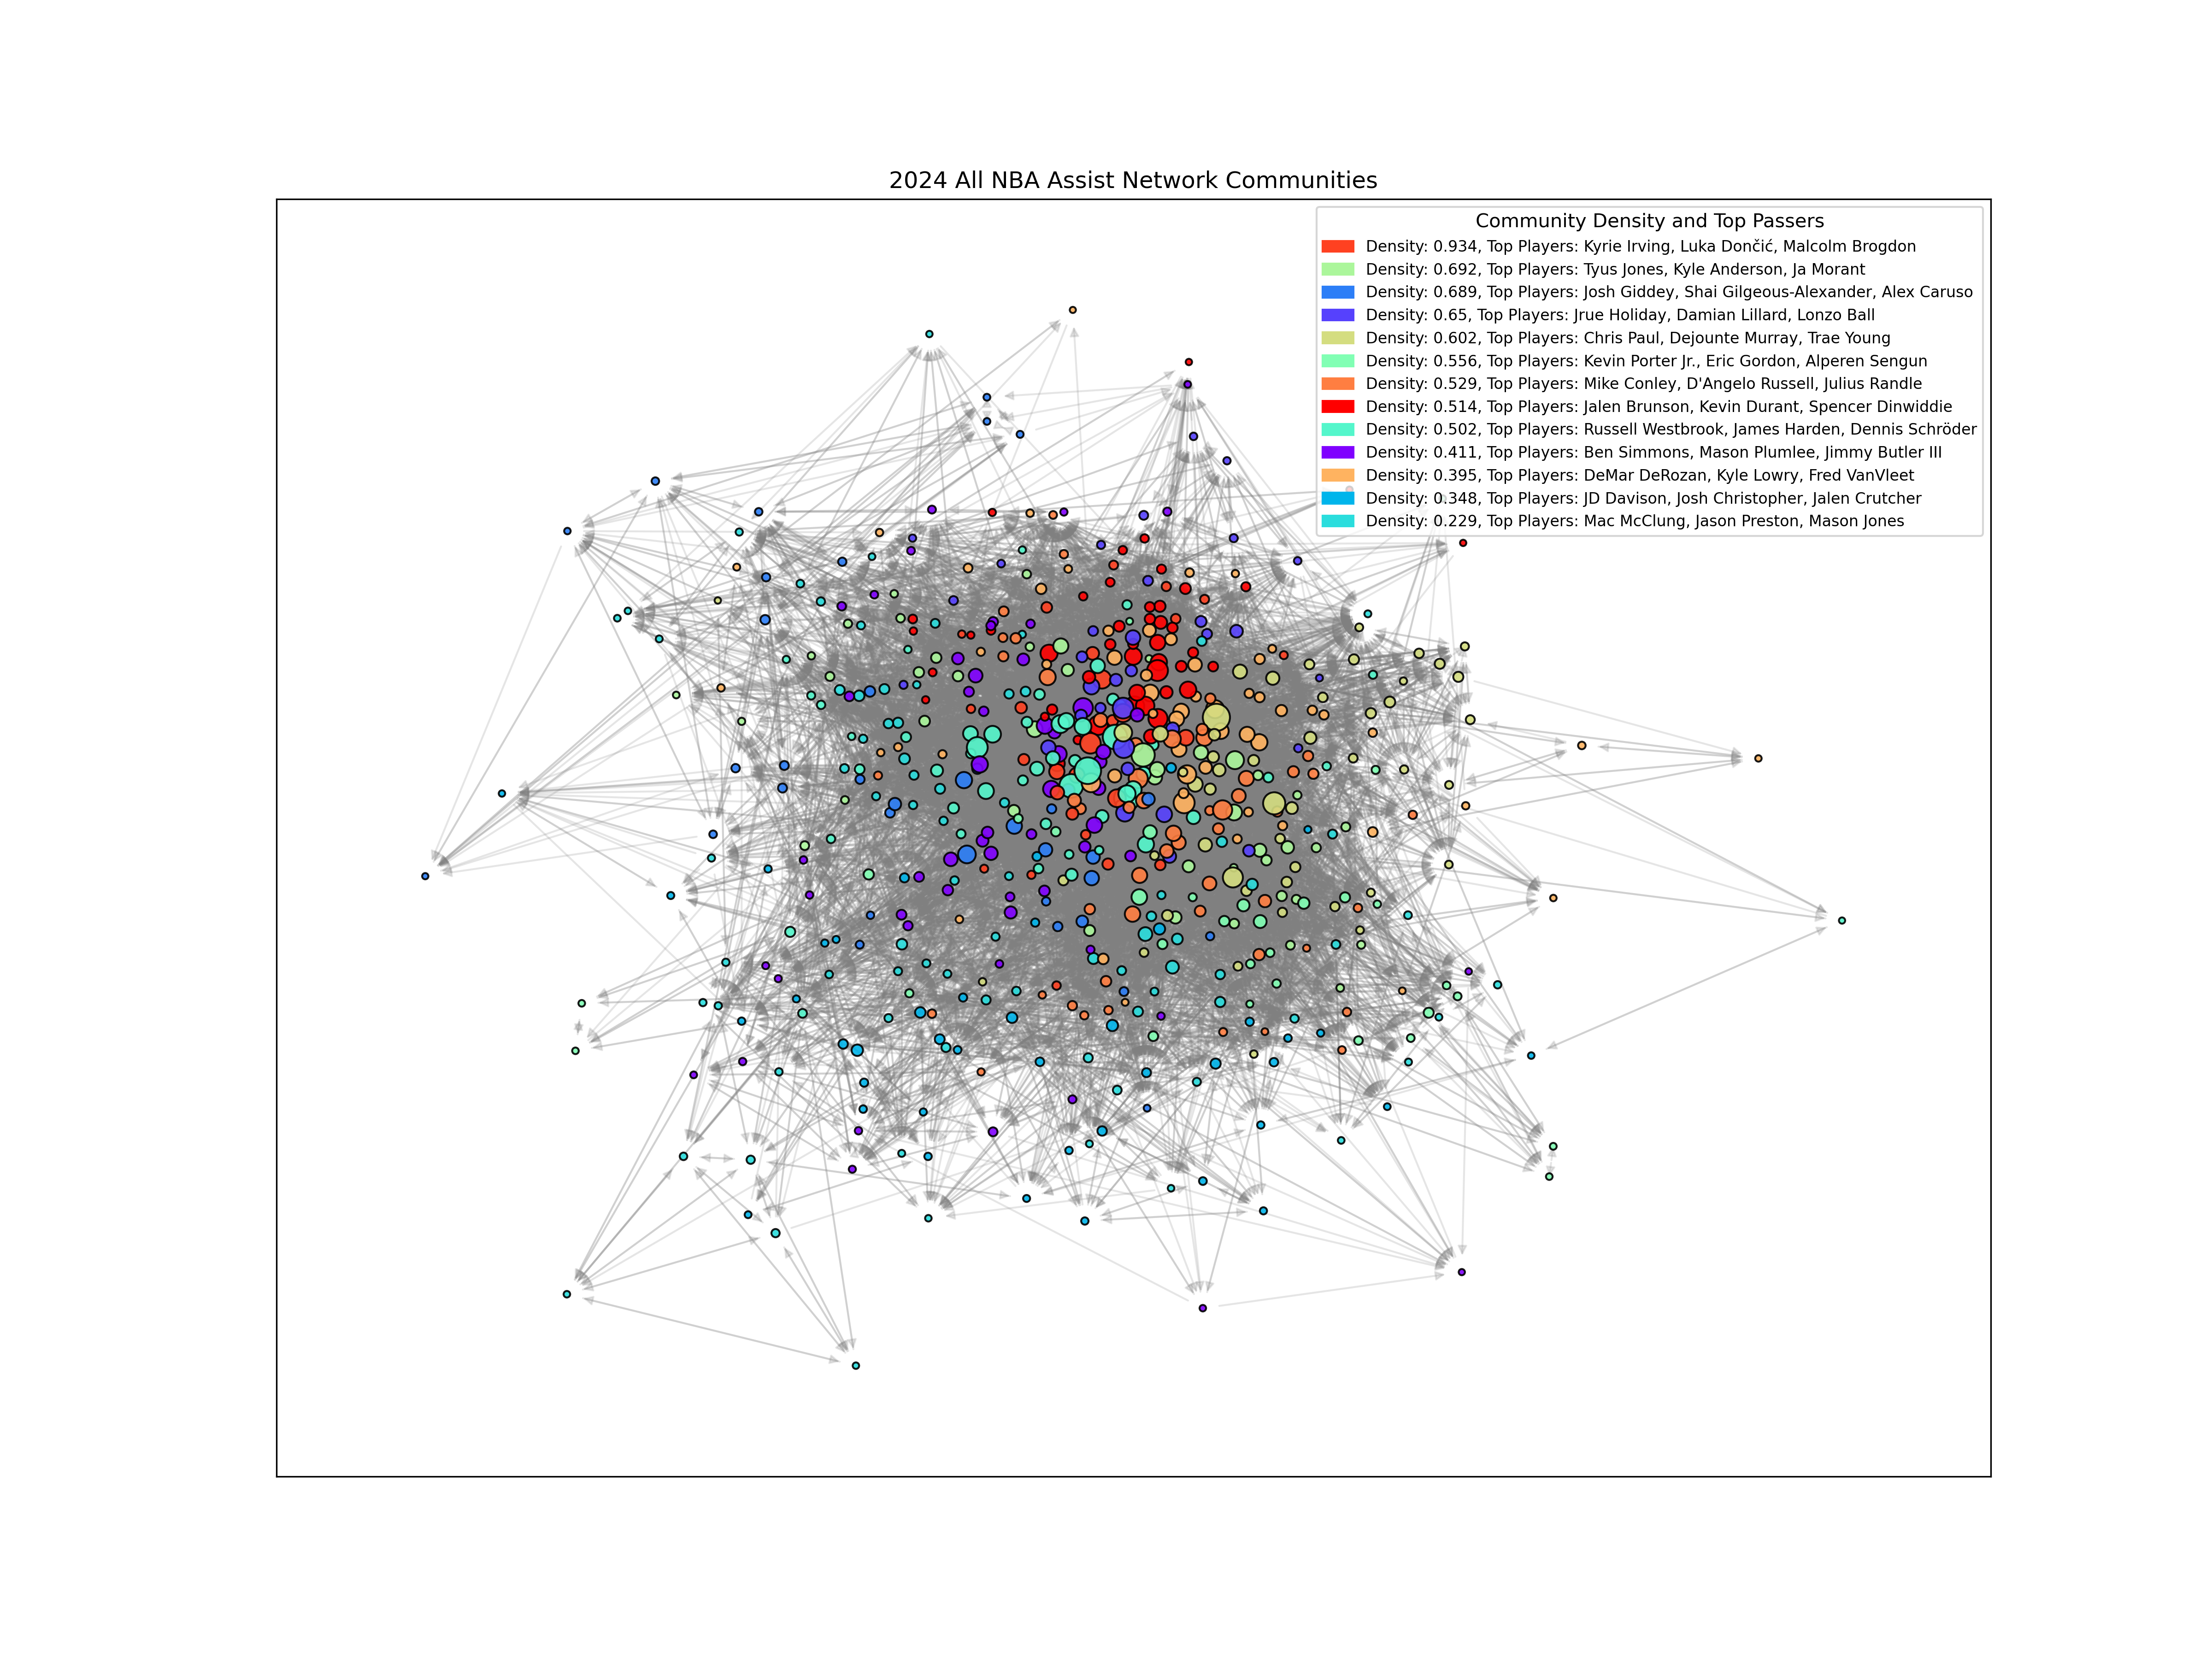 2024 All NBA Assist Network Communities
Community Density and Top Passers
Density: 0.934, Top Players: Kyrie Irving, Luka Dončić, Malcolm Brogdon
Density: 0.692, Top Players: Tyus Jones, Kyle Anderson, Ja Morant
Density: 0.689, Top Players: Josh Giddey, Shai Gilgeous-Alexander, Alex Caruso
Density: 0.65, Top Players: Jrue Holiday, Damian Lillard, Lonzo Ball
Density: 0.602, Top Players: Chris Paul, Dejounte Murray, Trae Young
Density: 0.556, Top Players: Kevin Porter Jr., Eric Gordon, Alperen Sengun
Density: 0.529, Top Players: Mike Conley, D'Angelo Russell, Julius Randle
Density: 0.514, Top Players: Jalen Brunson, Kevin Durant, Spencer Dinwiddie
Density: 0.502, Top Players: Russell Westbrook, James Harden, Dennis Schröder
Density: 0.411, Top Players: Ben Simmons, Mason Plumlee, Jimmy Butler III
Density: 0.395, Top Players: DeMar DeRozan, Kyle Lowry, Fred VanVleet
Density: 0.348, Top Players: JD Davison, Josh Christopher, Jalen Crutcher
Density: 0.229, Top Players: Mac McClung, Jason Preston, Mason Jones